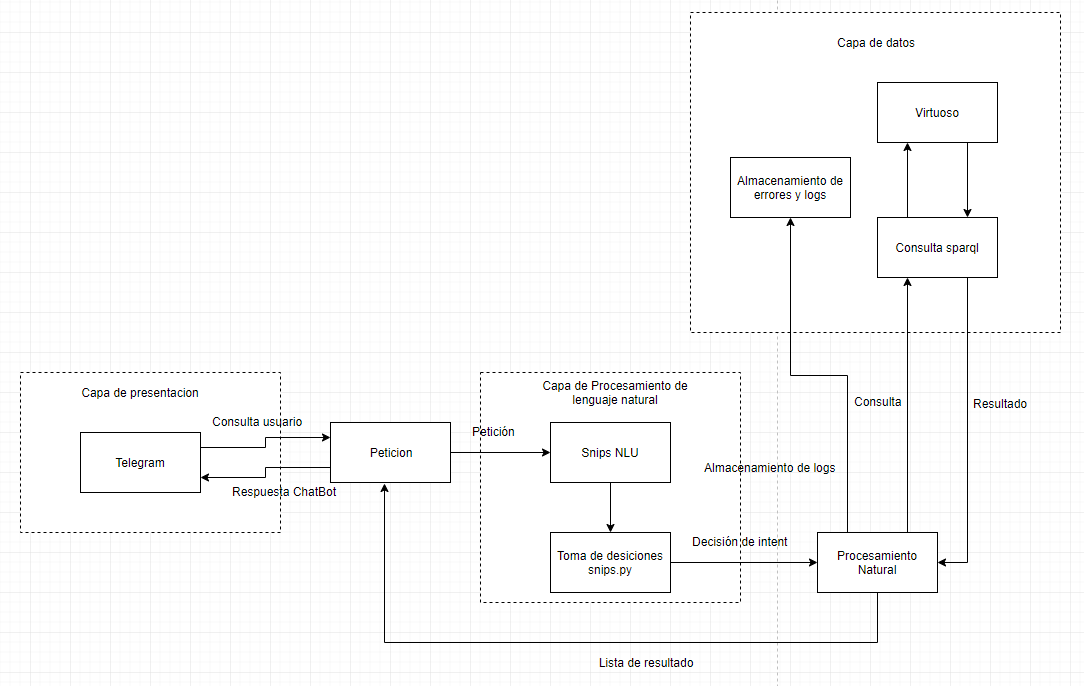 Capa de datos
Virtuoso
Almacenamiento de
errores y logs
Consulta sparql
Capa de presentacion
Consulta usuario
Telegram
Respuesta ChatBot
Peticion
Petición
Capa de Procesamiento de
lenguaje natural
Snips NLU
Toma de desiciones
snips.py
Decisión de intent
Almacenamiento de logs
Consulta
Resultado
Procesamiento
Natural
Lista de resultado